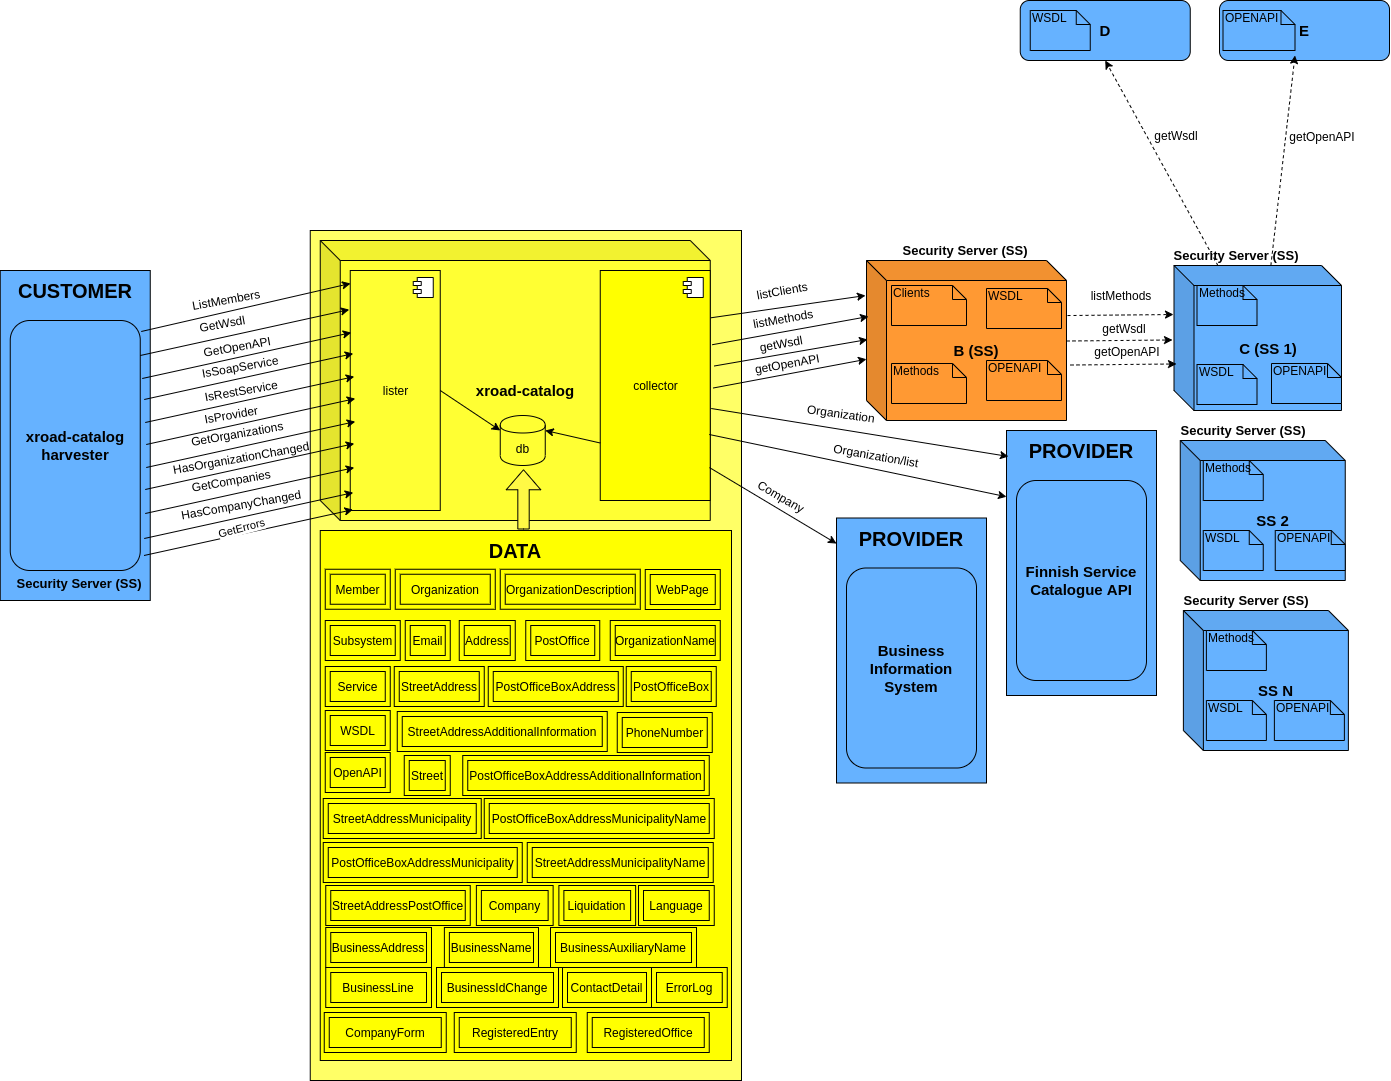 WSDL
D
OPENAPI
E
getWsdl
getOpenAPI
CUSTOMER
xroad-catalog
harvester
Security Server (SS)
ListMembers
GetWsdl
GetOpenAPI
IsSoapService
IsRestService
IsProvider
GetOrganizations
HasOrganizationChanged
GetCompanies
HasCompanyChanged
GetErrors
lister
xroad-catalog
db
collector
listClients
listMethods
getWsdl
getOpenAPI
Organization
Organization/list
Company
Security Server (SS)
Clients
WSDL
B (SS)
Methods
OPENAPI
listMethods
getWsdl
getOpenAPI
Security Server (SS)
Methods
C (SS 1)
WSDL
OPENAPI
Security Server (SS)
Methods
SS 2
WSDL
OPENAPI
Security Server (SS)
Methods
SS N
WSDL
OPENAPI
PROVIDER
Finnish Service
Catalogue API
PROVIDER
Business
Information
System
DATA
Member
Organization
OrganizationDescription
WebPage
Subsystem
Email
Address
PostOffice
OrganizationName
Service
StreetAddress
PostOfficeBoxAddress
PostOfficeBox
WSDL
StreetAddressAdditionalInformation
PhoneNumber
OpenAPI
Street
PostOfficeBoxAddressAdditionalInformation
StreetAddressMunicipality
PostOfficeBoxAddressMunicipalityName
PostOfficeBoxAddressMunicipality
StreetAddressMunicipalityName
StreetAddressPostOffice
Company
Liquidation
Language
BusinessAddress
BusinessName
BusinessAuxiliaryName
BusinessLine
BusinessIdChange
ContactDetail
ErrorLog
CompanyForm
RegisteredEntry
RegisteredOffice